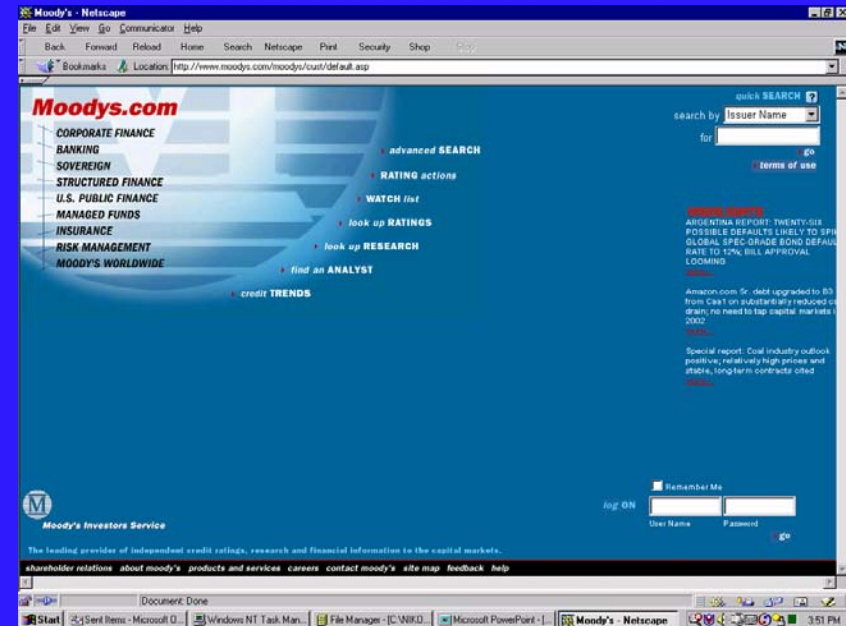 Moody's - Netscape
File Edit View Go Communicator Help
Back Forward Reload Home Search Netscape Print Security Shop Stop
Bookmarks Location: http://www.moodys.com/moodys/cust/default.asp
Moodys.com
CORPORATE FINANCE
BANKING
SOVEREIGN
STRUCTURED FINANCE
U.S. PUBLIC FINANCE
MANAGED FUNDS
INSURANCE
RISK MANAGEMENT
MOODY'S WORLDWIDE
advanced SEARCH
RATING actions
WATCH list
look up RATINGS
look up RESEARCH
find an ANALYST
credit TRENDS
quick SEARCH ?
search by Issuer Name
for
go
terms of use
HIGHLIGHTS
ARGENTINA REPORT: TWENTY-SIX
POSSIBLE DEFAULTS LIKELY TO
GLOBAL SPEC-GRADE BOND
RATE TO 12%; BILL APPROVAL
LOOMING
Amazon.com Sr. debt upgraded to B3
from Caa1 on substantially reduced
drain; no need to tap capital markets
2002
Special report: Coal industry outlook
positive; relatively high prices and
stable, long-term contracts cited
Remember Me
log ON
User Name Password
go
M
Moody's Investors Service
The leading provider of independent credit ratings, research and financial information to the capital markets.
shareholder relations about moody's products and services careers contact moody's site map feedback help
Document: Done
Start Sent Items - Microsoft O... Windows NT Task Man... File Manager - [C:\NIKO... Microsoft PowerPoint - [... Moody's - Netscape 3:51 PM